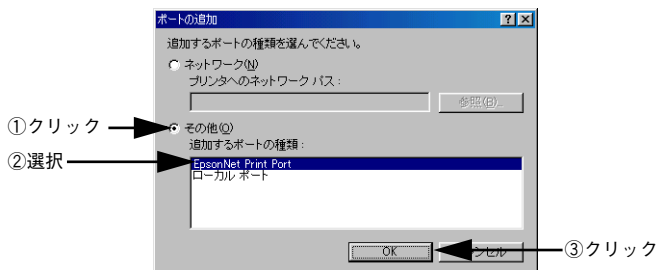 ポートの追加
追加するポートの種類を選んでください。
ネットワーク(N)
プリンタへのネットワーク パス:
参照(B)...
①クリック
その他(O)
追加するポートの種類:
②選択
EpsonNet Print Port
ローカル ポート
OK
③クリック